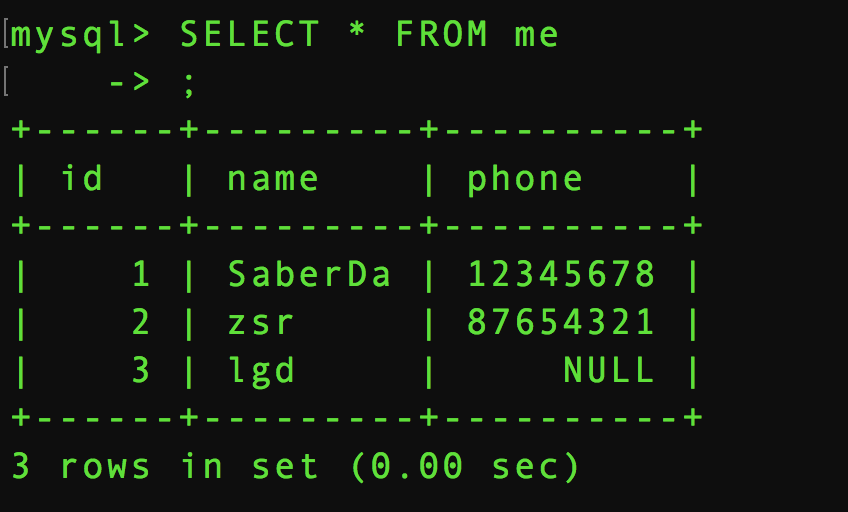 mysql> SELECT * FROM me
    -> ;
+------+---------+----------+
| id   | name    | phone    |
+------+---------+----------+
|    1 | SaberDa | 12345678 |
|    2 | zsr     | 87654321 |
|    3 | lgd     |     NULL |
+------+---------+----------+
3 rows in set (0.00 sec)